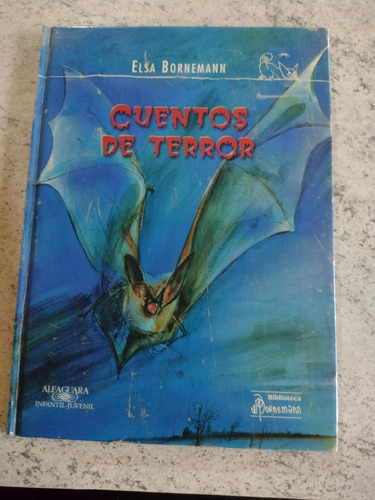 ELSA BORNEMANN
CUENTOS
DE TERROR
ALFAGUARA
INFANTIL-JUVENIL
Biblioteca
Bornemann